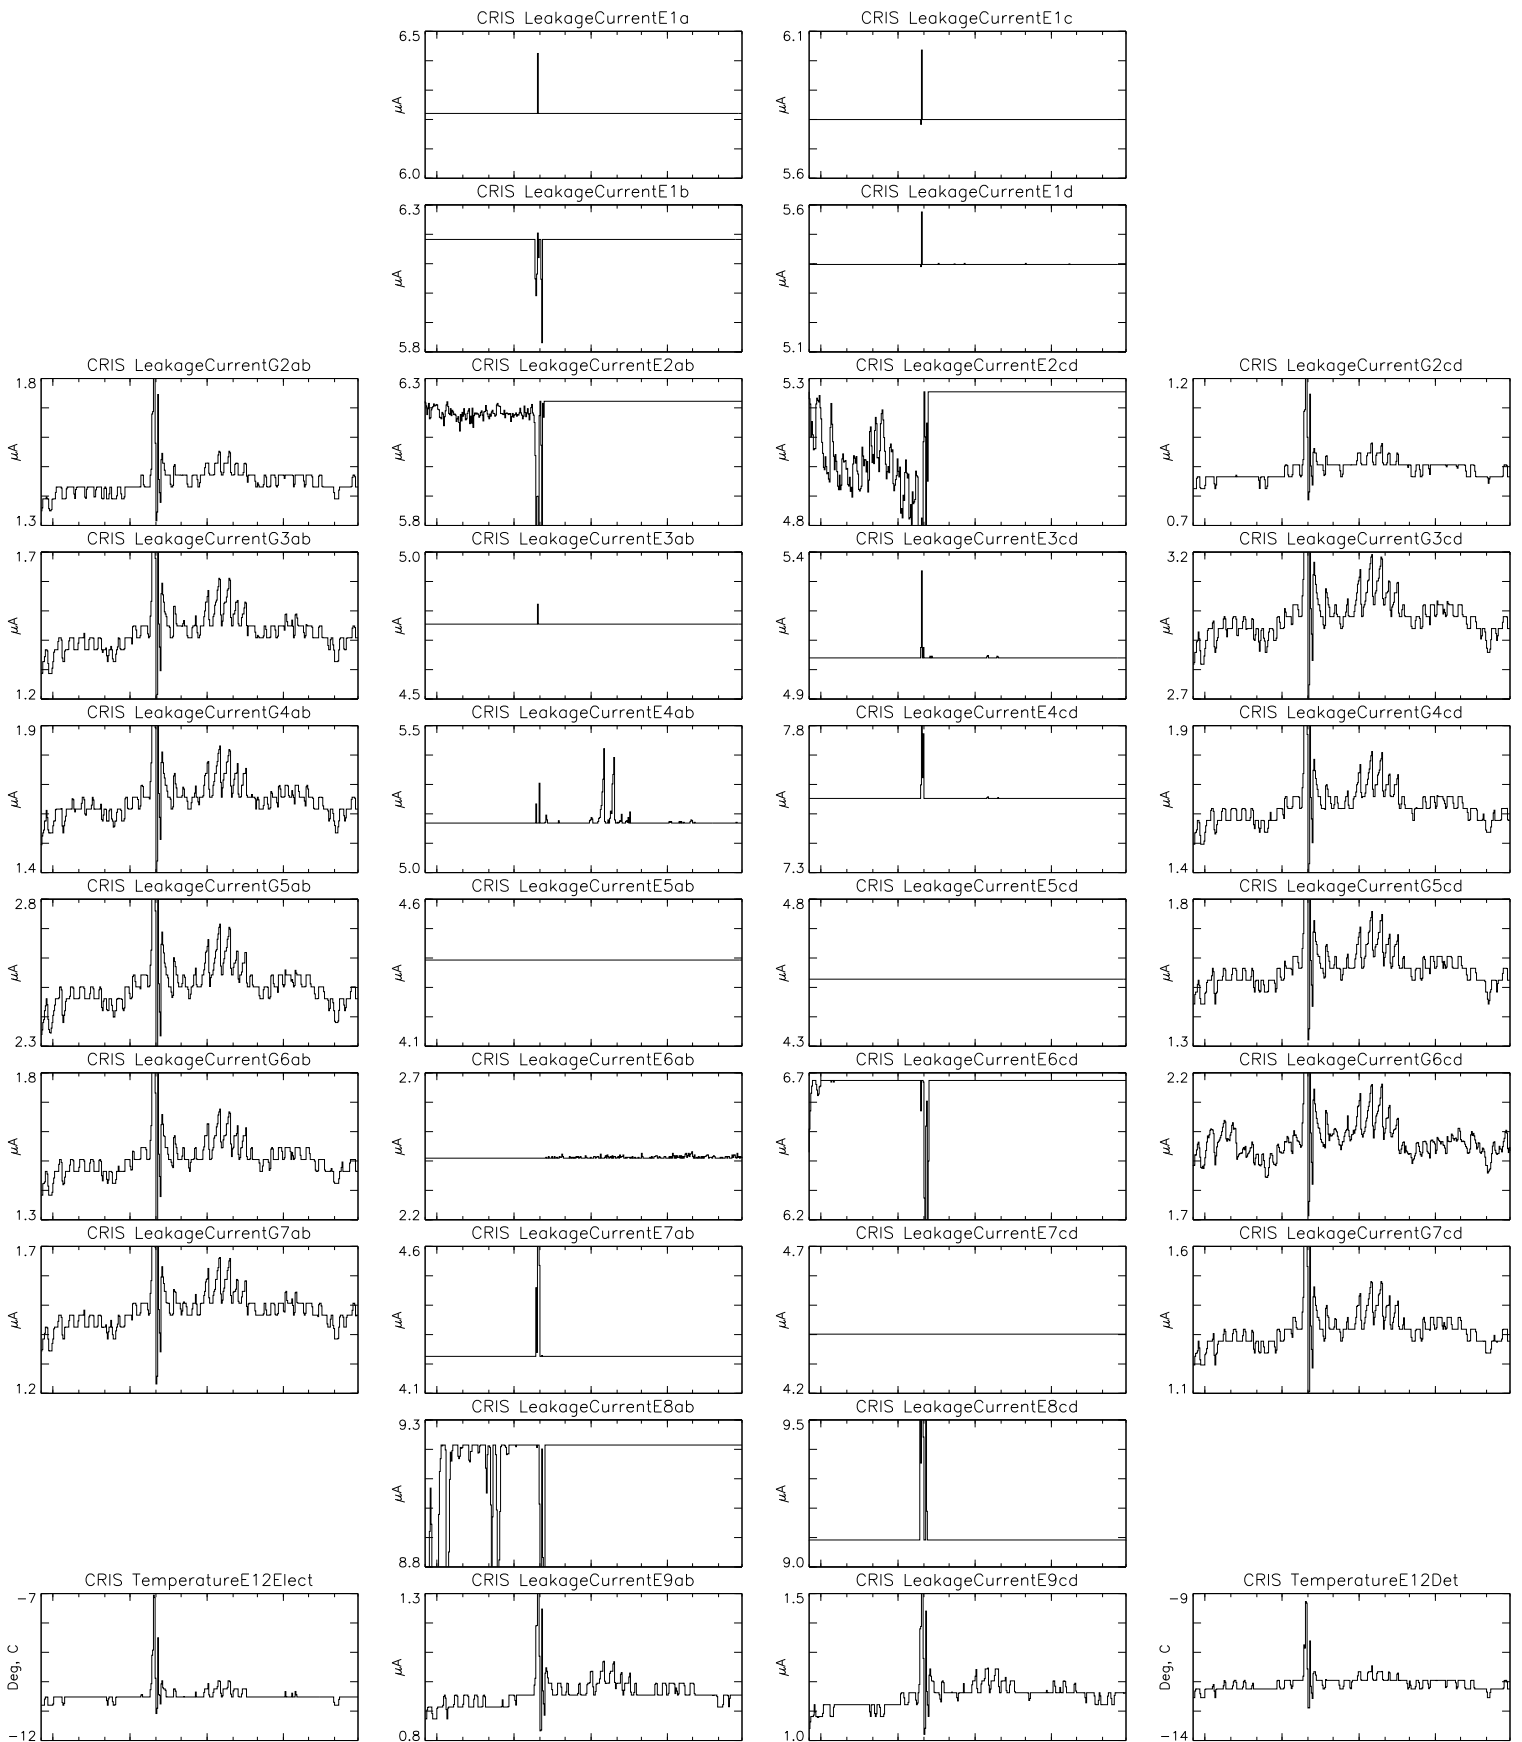 CRIS LeakageCurrentE1a
CRIS LeakageCurrentE1c
6.5
μA
6.0
6.1
μA
5.6
CRIS LeakageCurrentE1b
CRIS LeakageCurrentE1d
6.3
μA
5.8
5.6
μA
5.1
CRIS LeakageCurrentG2ab
CRIS LeakageCurrentE2ab
CRIS LeakageCurrentE2cd
CRIS LeakageCurrentG2cd
1.8
μA
1.3
6.3
μA
5.8
5.3
μA
4.8
1.2
μA
0.7
CRIS LeakageCurrentG3ab
CRIS LeakageCurrentE3ab
CRIS LeakageCurrentE3cd
CRIS LeakageCurrentG3cd
1.7
μA
1.2
5.0
μA
4.5
5.4
μA
4.9
3.2
μA
2.7
CRIS LeakageCurrentG4ab
CRIS LeakageCurrentE4ab
CRIS LeakageCurrentE4cd
CRIS LeakageCurrentG4cd
1.9
μA
1.4
5.5
μA
5.0
7.8
μA
7.3
1.9
μA
1.4
CRIS LeakageCurrentG5ab
CRIS LeakageCurrentE5ab
CRIS LeakageCurrentE5cd
CRIS LeakageCurrentG5cd
2.8
μA
2.3
4.6
μA
4.1
4.8
μA
4.3
1.8
μA
1.3
CRIS LeakageCurrentG6ab
CRIS LeakageCurrentE6ab
CRIS LeakageCurrentE6cd
CRIS LeakageCurrentG6cd
1.8
μA
1.3
2.7
μA
2.2
6.7
μA
6.2
2.2
μA
1.7
CRIS LeakageCurrentG7ab
CRIS LeakageCurrentE7ab
CRIS LeakageCurrentE7cd
CRIS LeakageCurrentG7cd
1.7
μA
1.2
4.6
μA
4.1
4.7
μA
4.2
1.6
μA
1.1
CRIS LeakageCurrentE8ab
CRIS LeakageCurrentE8cd
9.3
μA
8.8
9.5
μA
9.0
CRIS TemperatureE12Elect
CRIS LeakageCurrentE9ab
CRIS LeakageCurrentE9cd
CRIS TemperatureE12Det
-7
Deg, C
-12
1.3
μA
0.8
1.5
μA
1.0
-9
Deg, C
-14